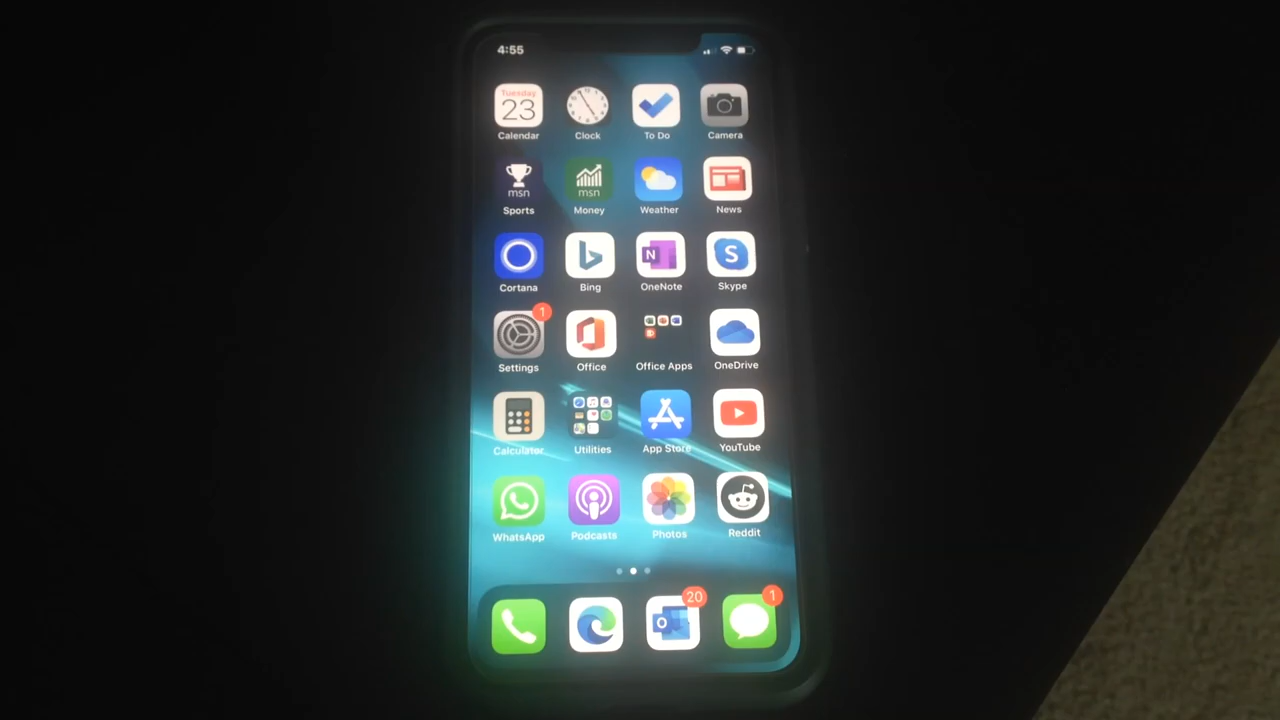 4:55
Tuesday
23
Calendar Clock To Do Camera
msn msn
Sports Money Weather News
N S
Cortana Bing OneNote Skype
1
Settings Office Office Apps OneDrive
Calculator Utilities App Store YouTube
WhatsApp Podcasts Photos Reddit
20 1
O